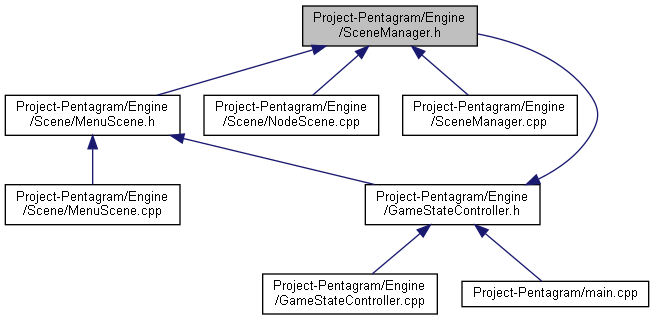 Project-Pentagram/Engine
/SceneManager.h
Project-Pentagram/Engine
/Scene/MenuScene.h
Project-Pentagram/Engine
/Scene/NodeScene.cpp
Project-Pentagram/Engine
/SceneManager.cpp
Project-Pentagram/Engine
/Scene/MenuScene.cpp
Project-Pentagram/Engine
/GameStateController.h
Project-Pentagram/Engine
/GameStateController.cpp
Project-Pentagram/main.cpp